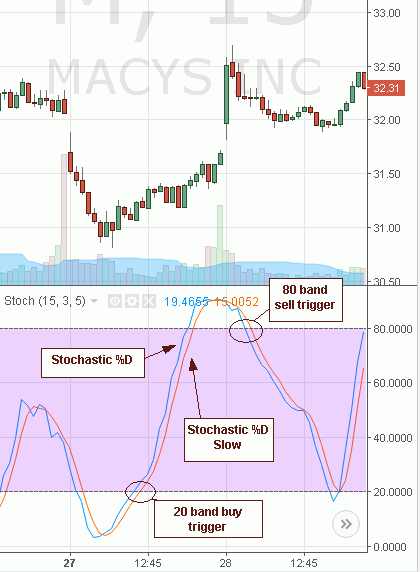 M, 15
MACYS INC
33.00
32.50
32.31
32.00
31.50
31.00
30.50
Stoch (15, 3, 5)
19.4655 15.0052
80 band
sell trigger
80.0000
Stochastic %D
60.0000
Stochastic %D
Slow
40.0000
20.0000
20 band buy
trigger
0.0000
27 12:45 28 12:45